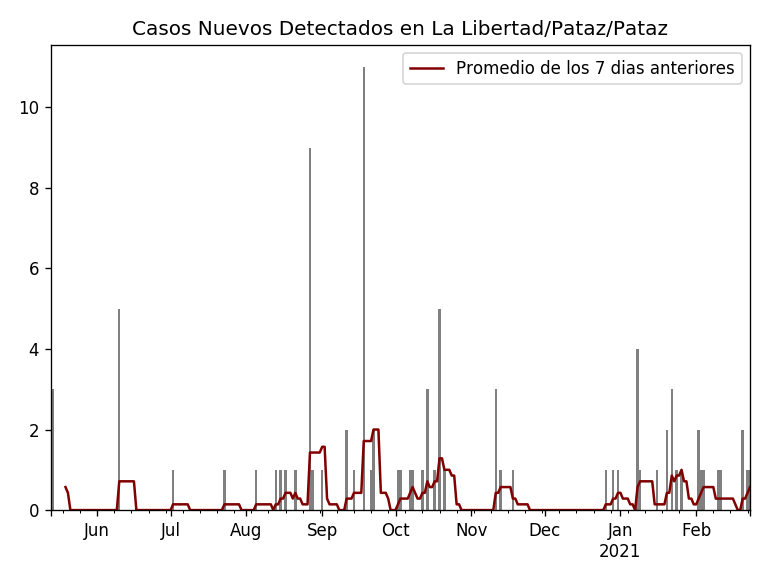 Casos Nuevos Detectados en La Libertad/Pataz/Pataz
Promedio de los 7 dias anteriores
10
8
6
4
2
0
Jun Jul Aug Sep Oct Nov Dec Jan Feb
2021